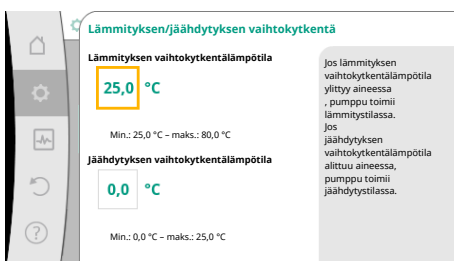 Lämmityksen/jäähdytyksen vaihtokytkentä
Lämmityksen vaihtokytkentälämpötila
25,0 °C
Min.: 25,0 °C – maks.: 80,0 °C
Jäähdytyksen vaihtokytkentälämpötila
0,0 °C
Min.: 0,0 °C – maks.: 25,0 °C
Jos lämmityksen
vaihtokytkentälämpötila
ylittyy aineessa
, pumppu toimii
lämmitystilassa.
Jos
jäähdytyksen
vaihtokytkentälämpötila
alittuu aineessa,
pumppu toimii
jäähdytystilassa.